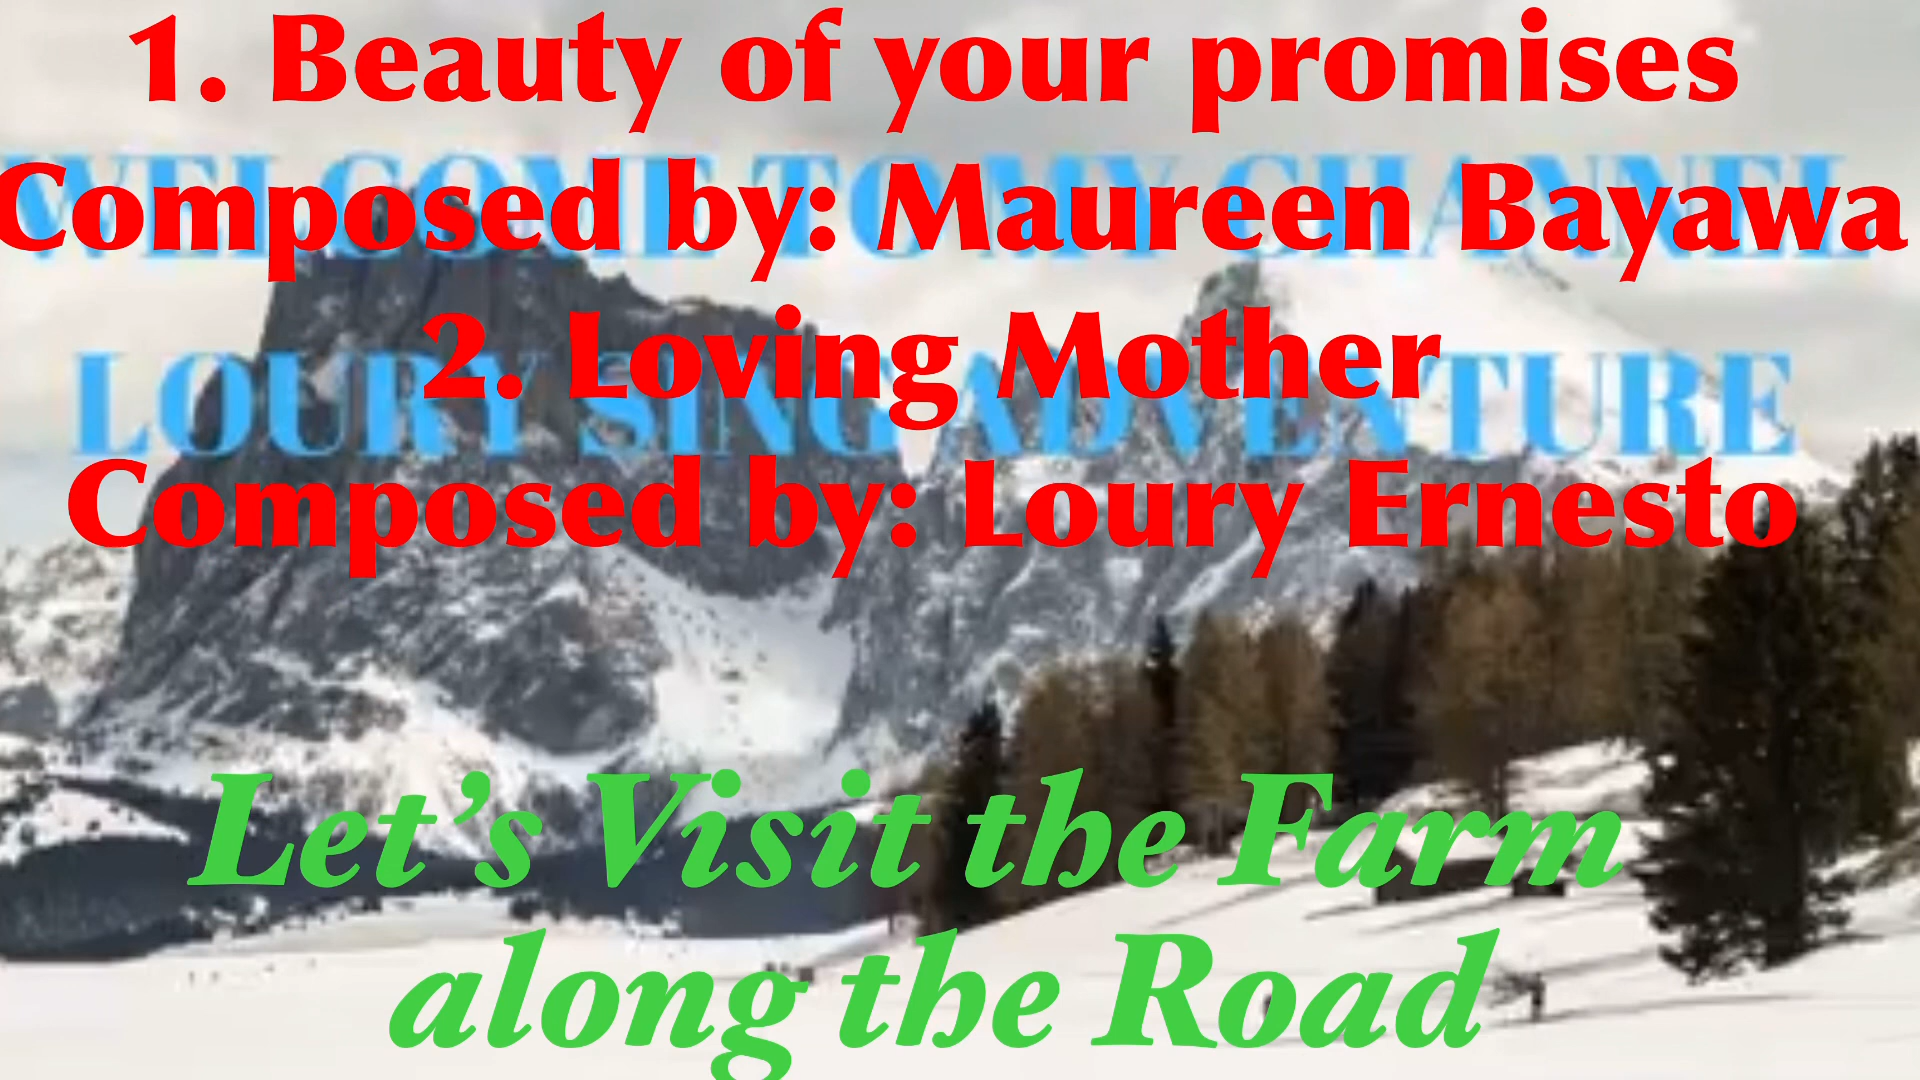 1. Beauty of your promises
WELCOME TO MY CHANNEL
Composed by: Maureen Bayawa
2. Loving Mother
LOURY SING ADVENTURE
Composed by: Loury Ernesto
Let’s Visit the Farm
along the Road